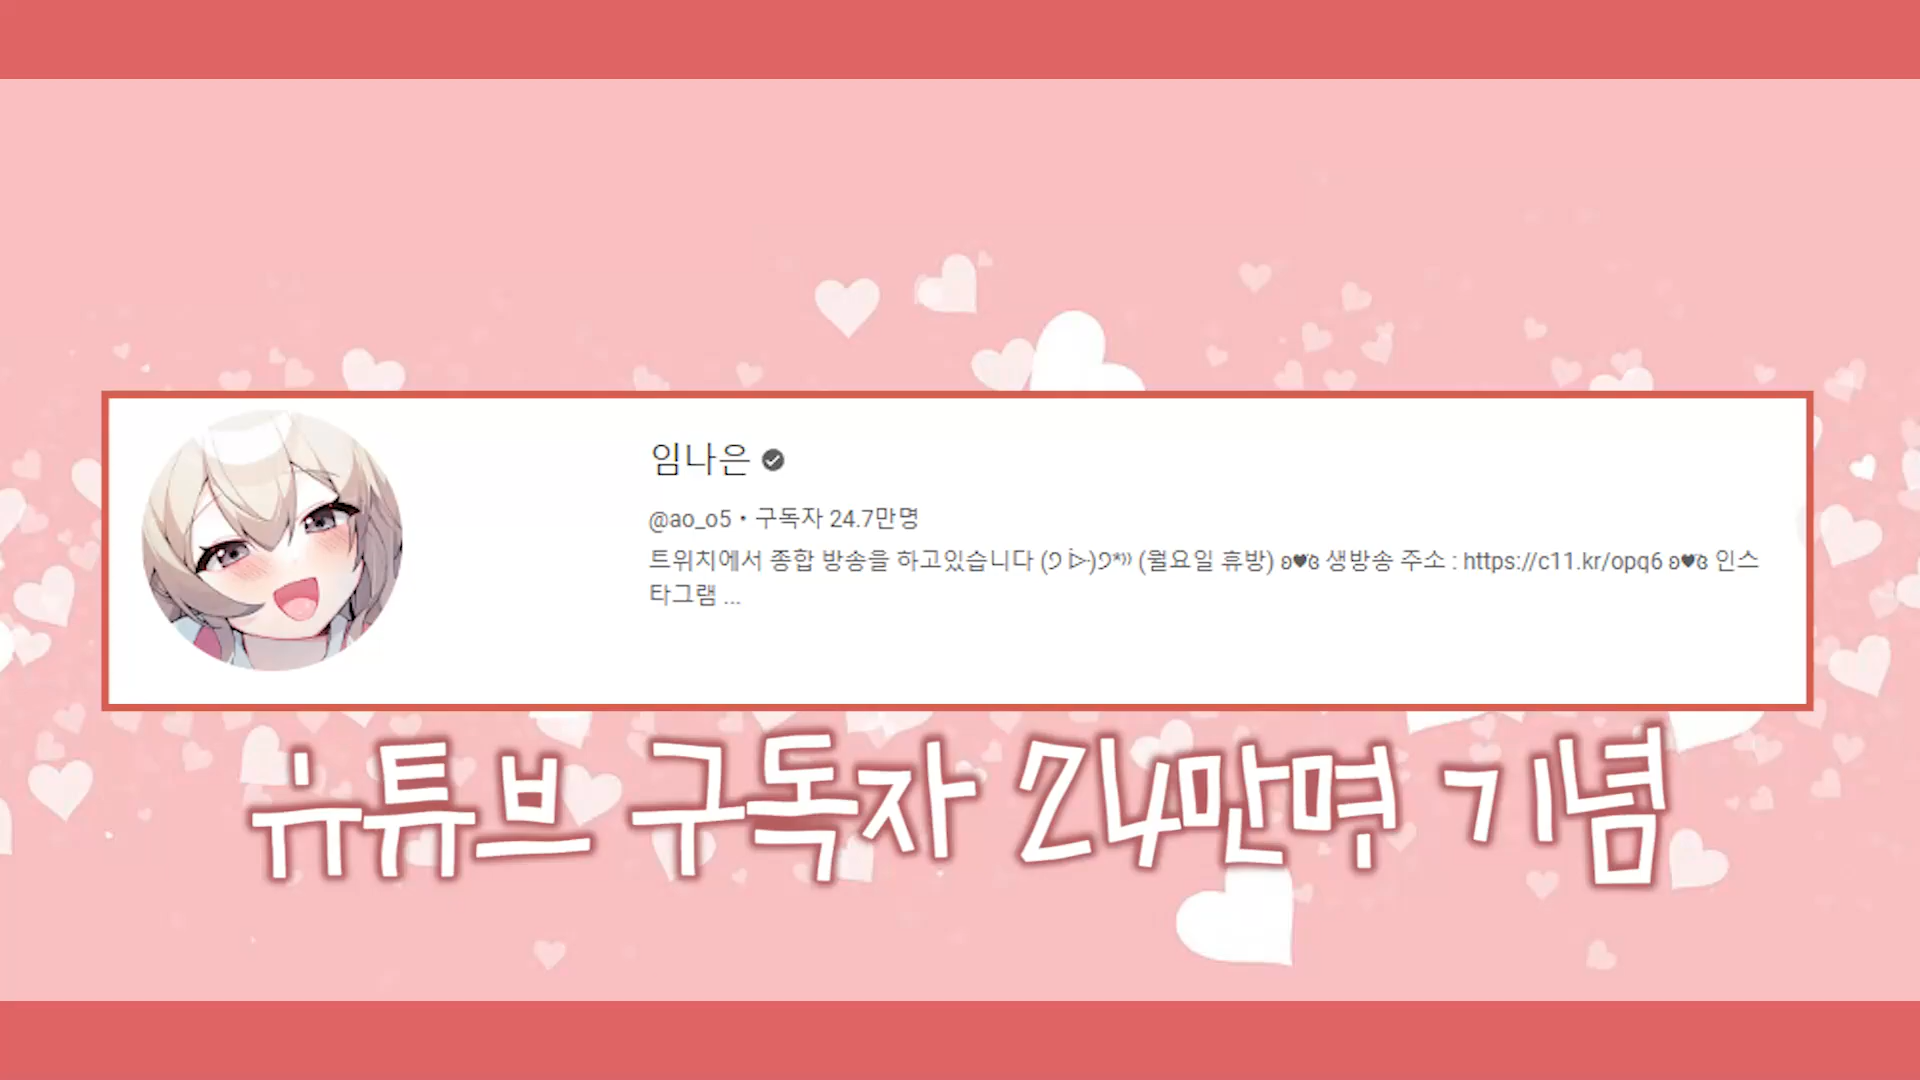 임나은
@ao_o5 • 구독자 24.7만명
트위치에서 종합 방송을 하고있습니다 (੭ ᐕ)੭*⁾⁾ (월요일 휴방) ʚ♥ɞ 생방송 주소 : https://c11.kr/opq6 ʚ♥ɞ 인스
타그램 ...
유튜브 구독자 24만명 기념